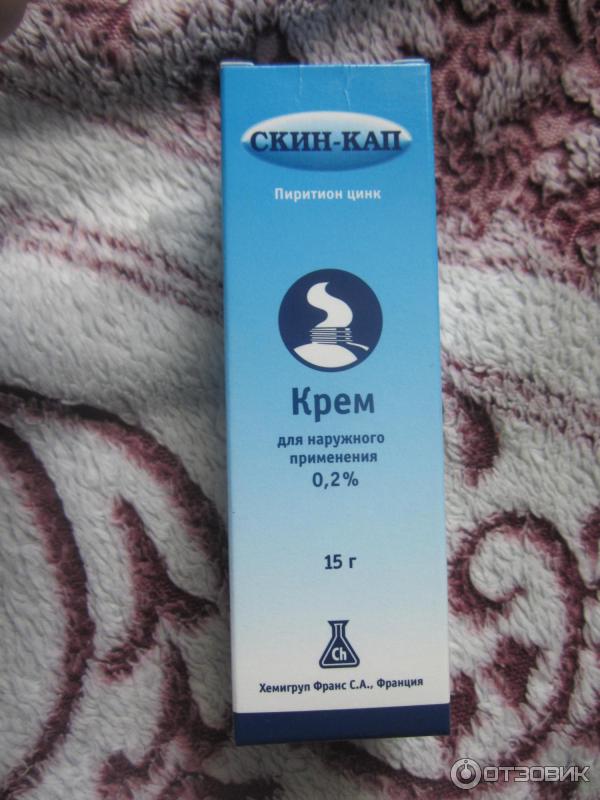 СКИН-КАП
Пиритион цинк
Крем
для наружного
применения
0,2%
15 г
Ch
Хемигруп Франс С.А., Франция
ОТЗОВИК